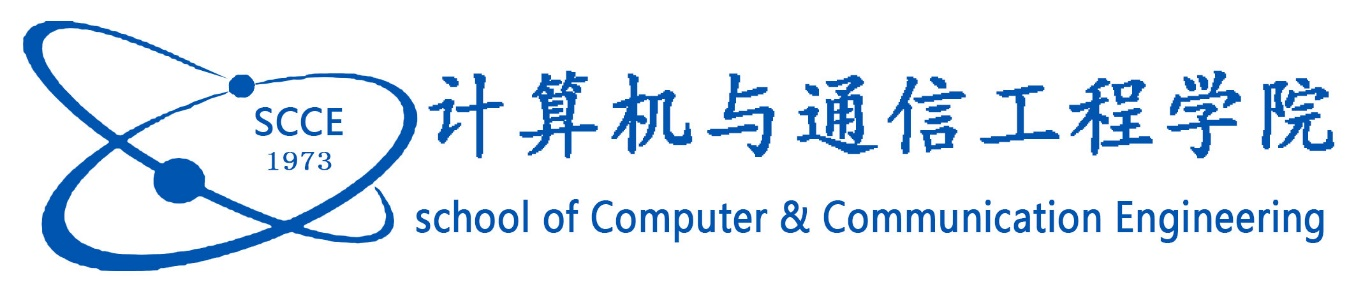 SCCE
1973
计算机与通信工程学院
school of Computer & Communication Engineering